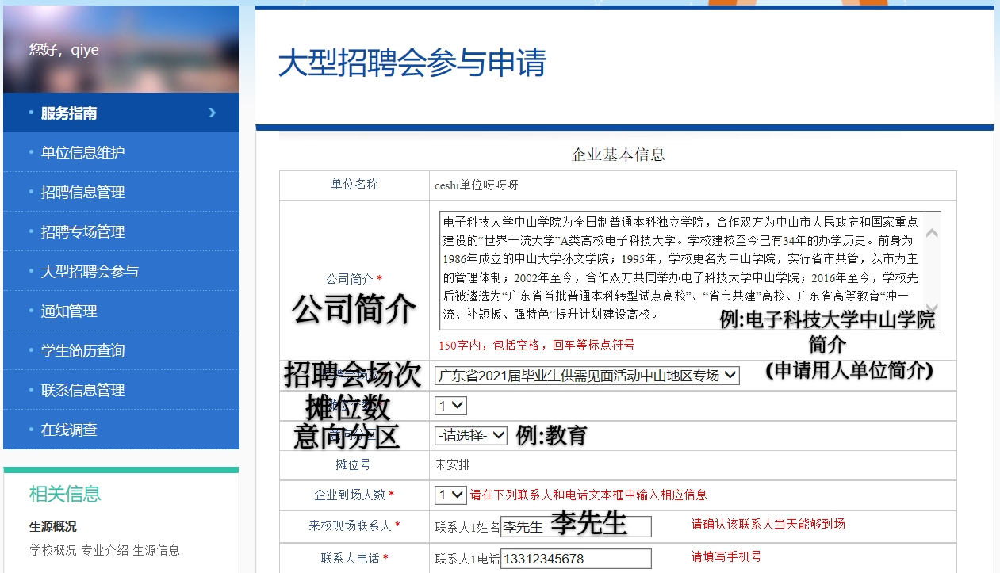 您好，qiye
服务指南
单位信息维护
招聘信息管理
招聘专场管理
大型招聘会参与
通知管理
学生简历查询
联系信息管理
在线调查
相关信息
生源概况
学校概况 专业介绍 生源信息
大型招聘会参与申请
企业基本信息
单位名称 ceshi单位呀呀呀
公司简介*
公司简介
电子科技大学中山学院为全日制普通本科独立学院，合作双方为中山市人民政府和国家重点
建设的“世界一流大学”A类高校电子科技大学。学校建校至今已有34年的办学历史。前身为
1986年成立的中山大学孙文学院；1995年，学校更名为中山学院，实行省市共管，以市为主
的管理体制；2002年至今，合作双方共同举办电子科技大学中山学院；2016年至今，学校先
后被遴选为“广东省首批普通本科转型试点高校”、“省市共建”高校、广东省高等教育“冲一
流、补短板、强特色”提升计划建设高校。
例:电子科技大学中山学院
简介
(申请用人单位简介)
150字内，包括空格，回车等标点符号
招聘会场次 广东省2021届毕业生供需见面活动中山地区专场
摊位数 1
意向分区 -请选择- 例:教育
摊位号 未安排
企业到场人数* 1 请在下列联系人和电话文本框中输入相应信息
来校现场联系人* 联系人1姓名 李先生 李先生 请确认该联系人当天能够到场
联系人电话* 联系人1电话 13312345678 请填写手机号